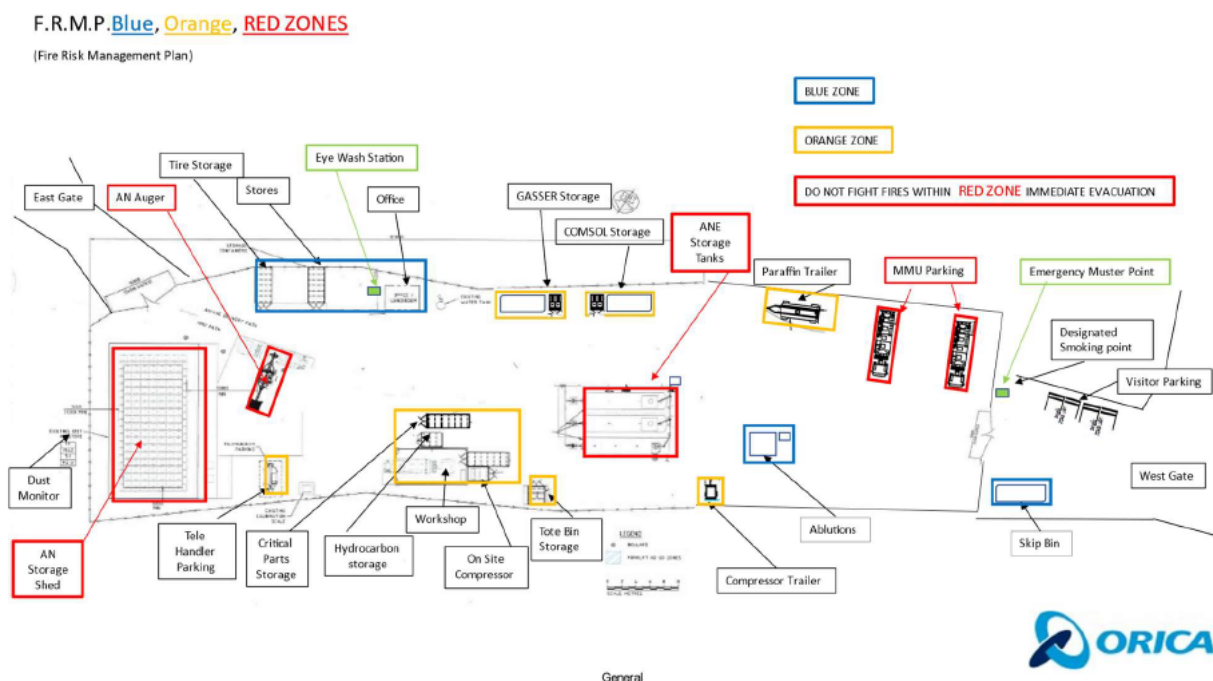 F.R.M.P.Blue, Orange, RED ZONES
(Fire Risk Management Plan)
BLUE ZONE
ORANGE ZONE
DO NOT FIGHT FIRES WITHIN RED ZONE IMMEDIATE EVACUATION
Tire Storage
Eye Wash Station
East Gate
AN Auger
Stores
Office
GASSER Storage
COMSOL Storage
ANE
Storage
Tanks
Paraffin Trailer
MMU Parking
Emergency Muster Point
Designated
Smoking point
Visitor Parking
Dust
Monitor
AN
Storage
Shed
Tele
Handler
Parking
Critical
Parts
Storage
Hydrocarbon
storage
Workshop
On Site
Compressor
Tote Bin
Storage
LEGEND
BOLLARD
Compressor Trailer
Ablutions
Skip Bin
West Gate
ORICA
General